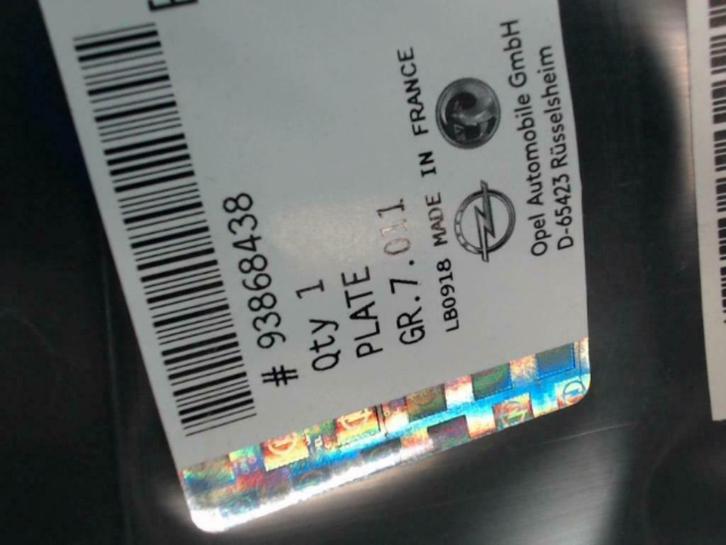 # 93868438
Qty 1
PLATE
GR.7.011
LB0918 MADE IN FRANCE
Opel Automobile GmbH
D-65423 Rüsselsheim